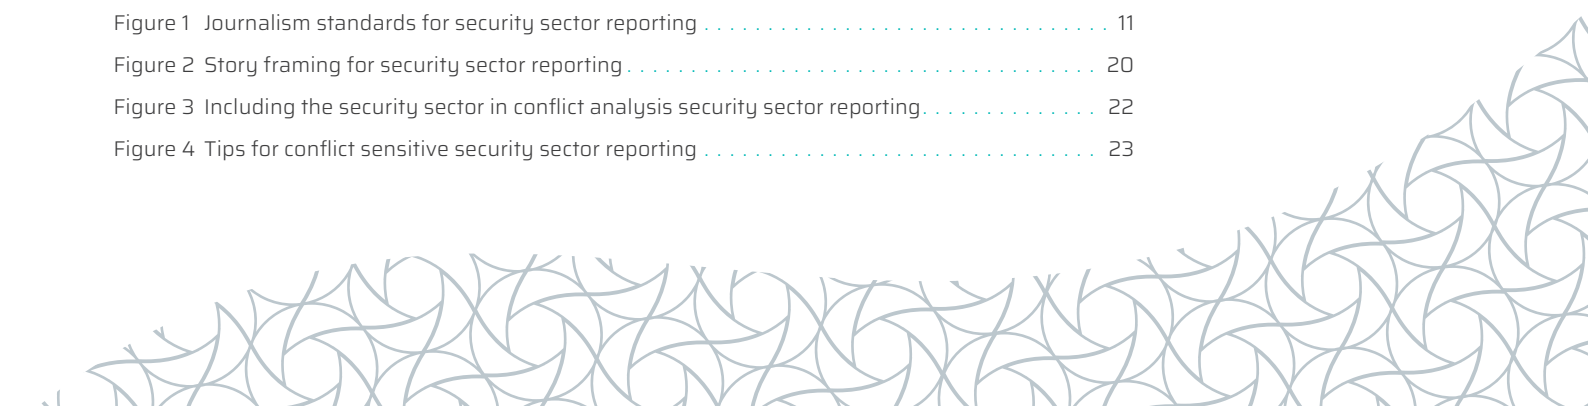 Figure 1 Journalism standards for security sector reporting . . . . . . . . . . . . . . . . . . . . . . . . . . . . . . 11
Figure 2 Story framing for security sector reporting . . . . . . . . . . . . . . . . . . . . . . . . . . . . . . . . . . . 20
Figure 3 Including the security sector in conflict analysis security sector reporting . . . . . . . . . . . . . 22
Figure 4 Tips for conflict sensitive security sector reporting . . . . . . . . . . . . . . . . . . . . . . . . . . . . . 23